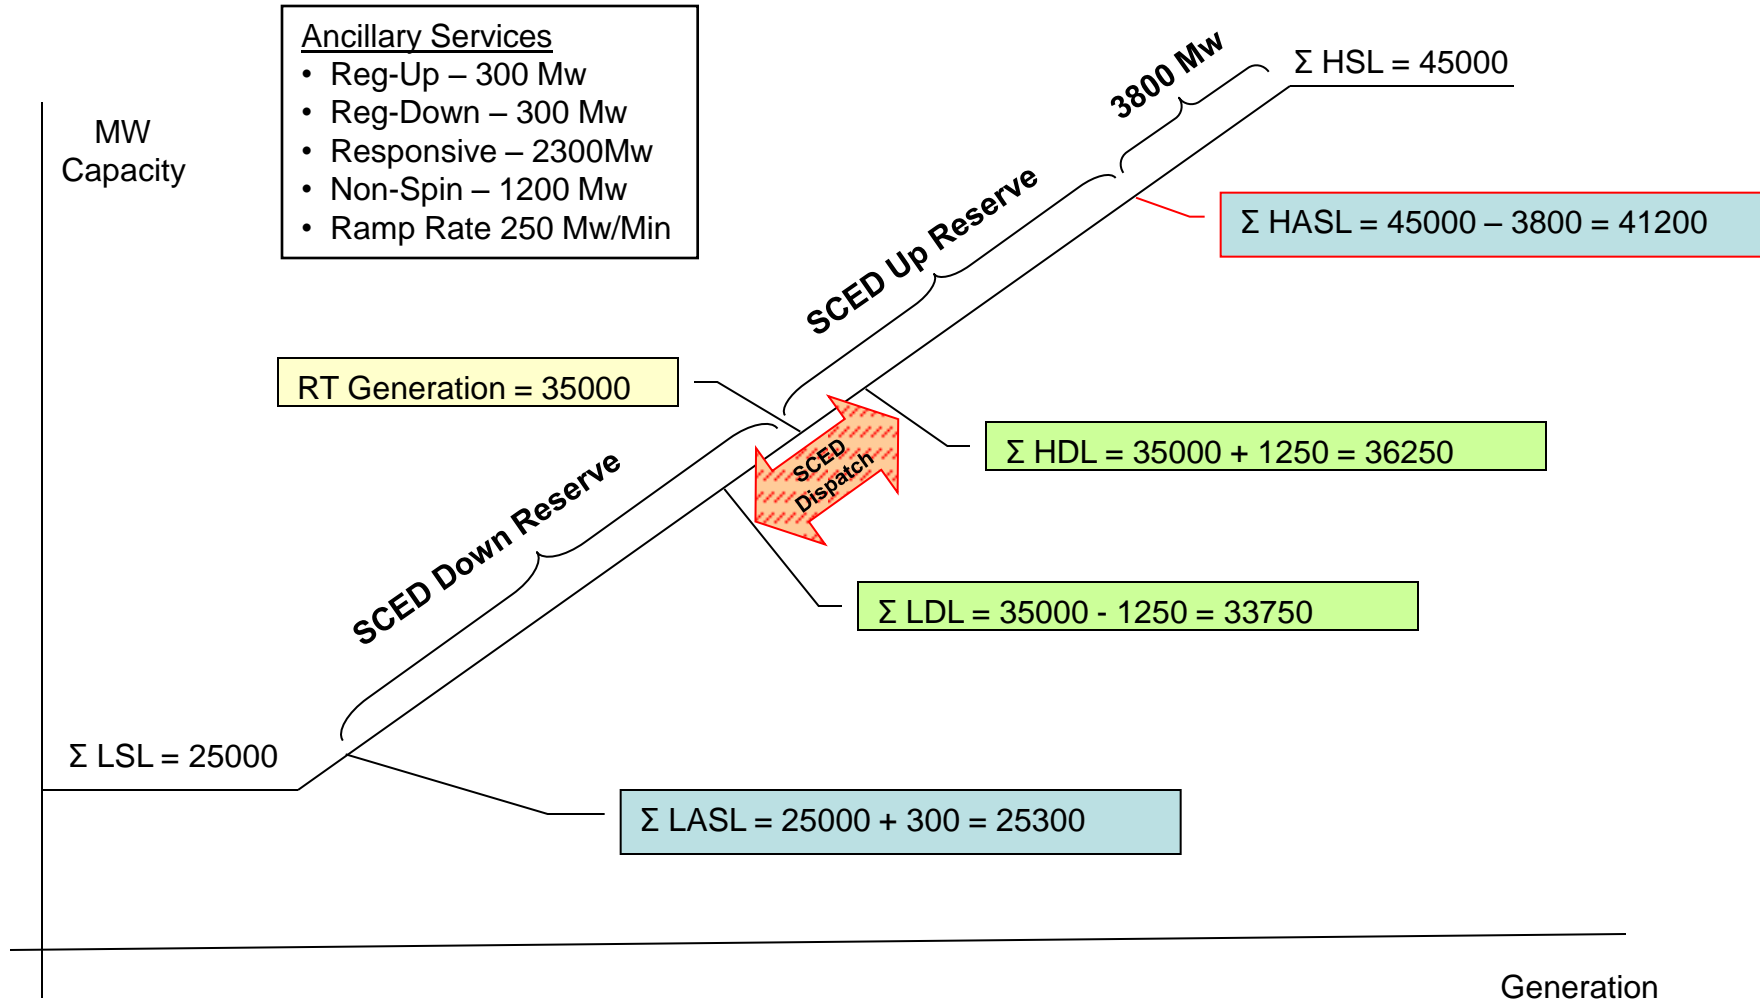 Ancillary Services
• Reg-Up – 300 Mw
• Reg-Down – 300 Mw
• Responsive – 2300Mw
• Non-Spin – 1200 Mw
• Ramp Rate 250 Mw/Min
MW
Capacity
3800 Mw
Σ HSL = 45000
SCED Up Reserve
Σ HASL = 45000 – 3800 = 41200
RT Generation = 35000
SCED
Dispatch
Σ HDL = 35000 + 1250 = 36250
SCED Down Reserve
Σ LDL = 35000 - 1250 = 33750
Σ LSL = 25000
Σ LASL = 25000 + 300 = 25300
Generation